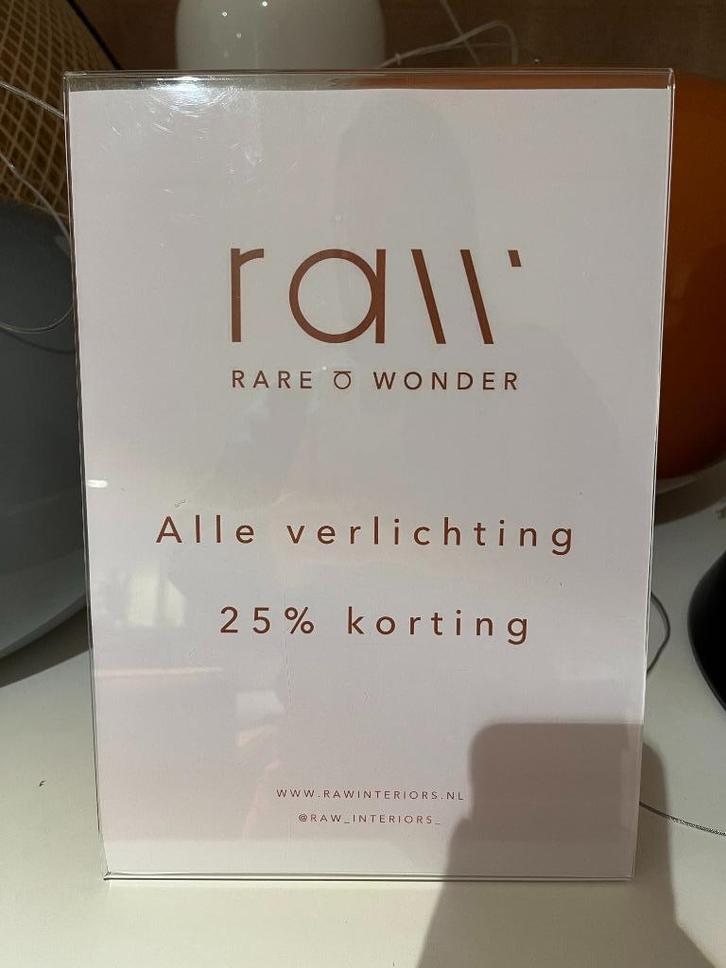 raw
RARE Ō WONDER
Alle verlichting
25% korting
WWW.RAWINTERIORS.NL
@RAW_INTERIORS_